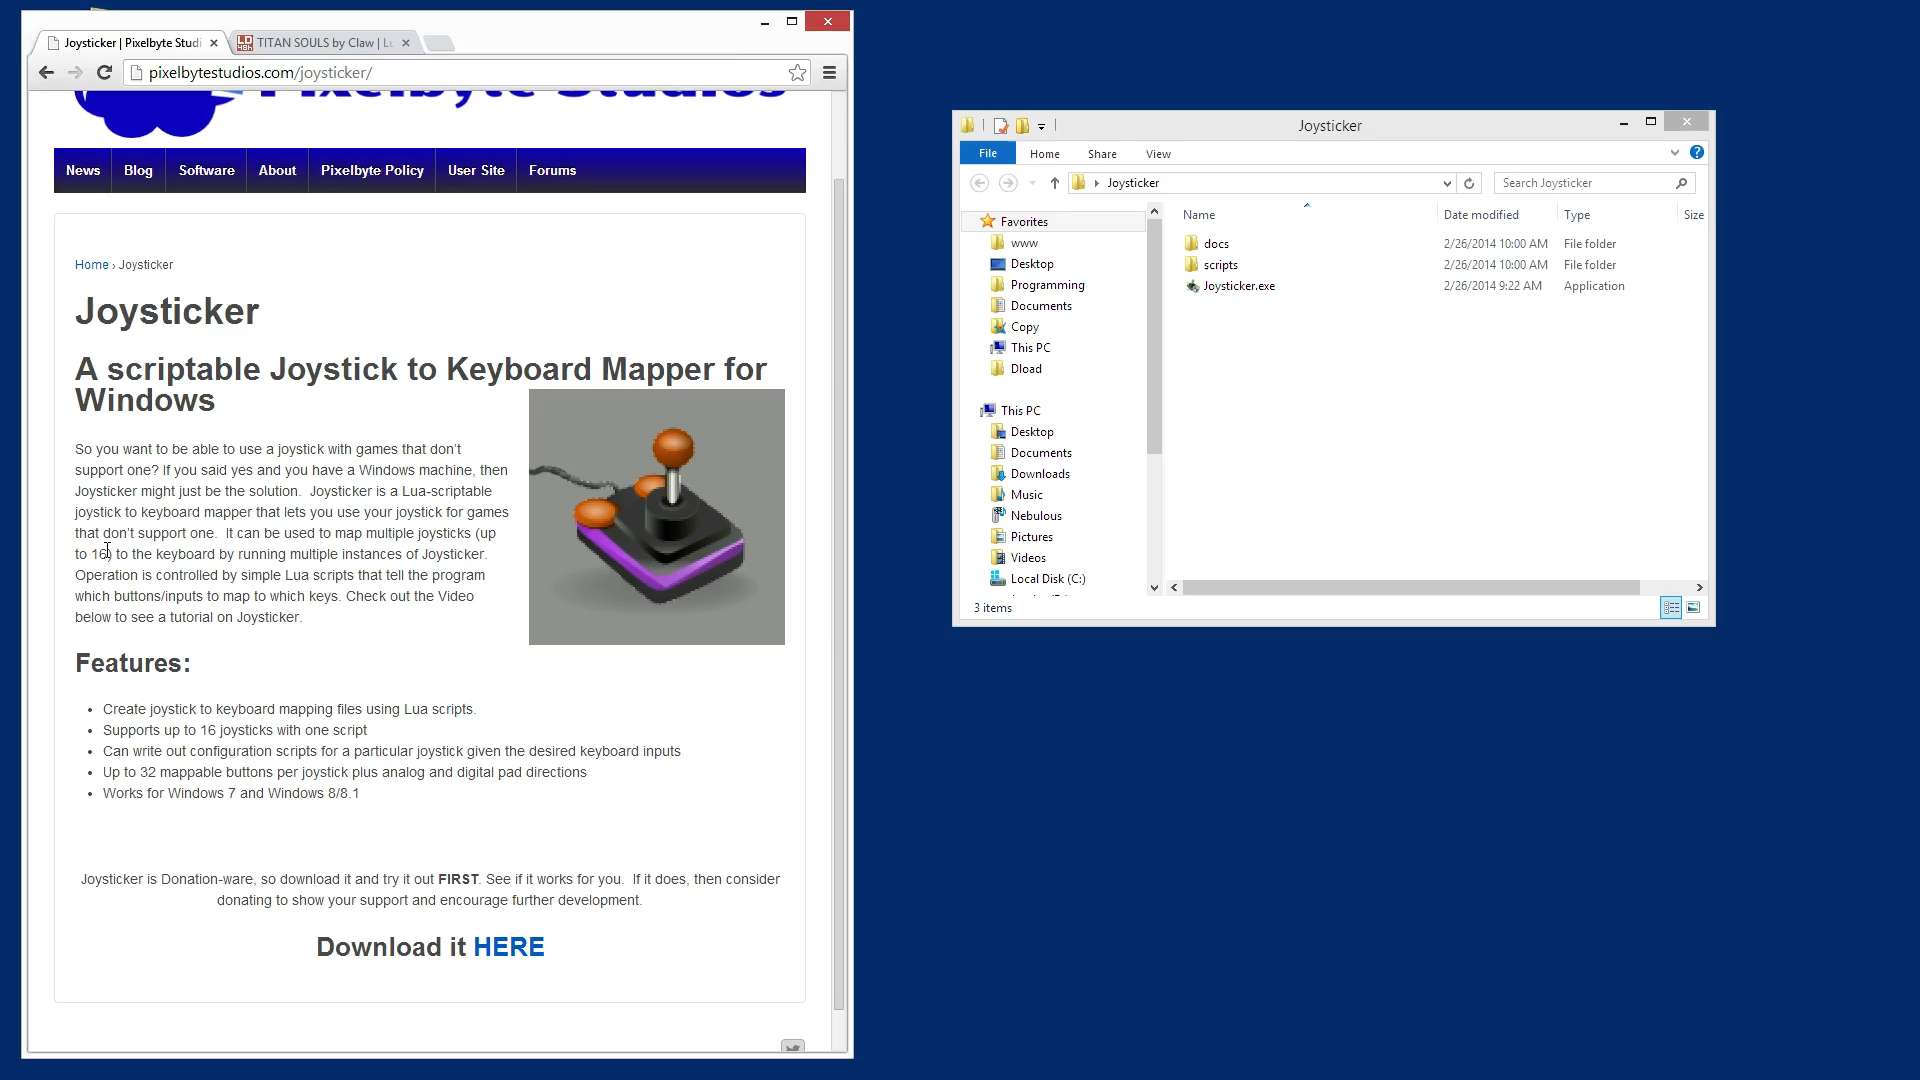 Joysticker | Pixelbyte Studi
TITAN SOULS by Claw | Lu
pixelbytestudios.com/joysticker/
Pixelbyte Studios
News Blog Software About Pixelbyte Policy User Site Forums
Home › Joysticker
Joysticker
A scriptable Joystick to Keyboard Mapper for
Windows
So you want to be able to use a joystick with games that don't
support one? If you said yes and you have a Windows machine, then
Joysticker might just be the solution. Joysticker is a Lua-scriptable
joystick to keyboard mapper that lets you use your joystick for games
that don't support one. It can be used to map multiple joysticks (up
to 16) to the keyboard by running multiple instances of Joysticker.
Operation is controlled by simple Lua scripts that tell the program
which buttons/inputs to map to which keys. Check out the Video
below to see a tutorial on Joysticker.
Features:
• Create joystick to keyboard mapping files using Lua scripts.
• Supports up to 16 joysticks with one script
• Can write out configuration scripts for a particular joystick given the desired keyboard inputs
• Up to 32 mappable buttons per joystick plus analog and digital pad directions
• Works for Windows 7 and Windows 8/8.1
Joysticker is Donation-ware, so download it and try it out FIRST. See if it works for you. If it does, then consider
donating to show your support and encourage further development.
Download it HERE
Joysticker
File Home Share View
Joysticker
Search Joysticker
Name Date modified Type Size
docs 2/26/2014 10:00 AM File folder
scripts 2/26/2014 10:00 AM File folder
Joysticker.exe 2/26/2014 9:22 AM Application
Favorites
www
Desktop
Programming
Documents
Copy
This PC
Dload
This PC
Desktop
Documents
Downloads
Music
Nebulous
Pictures
Videos
Local Disk (C:)
3 items